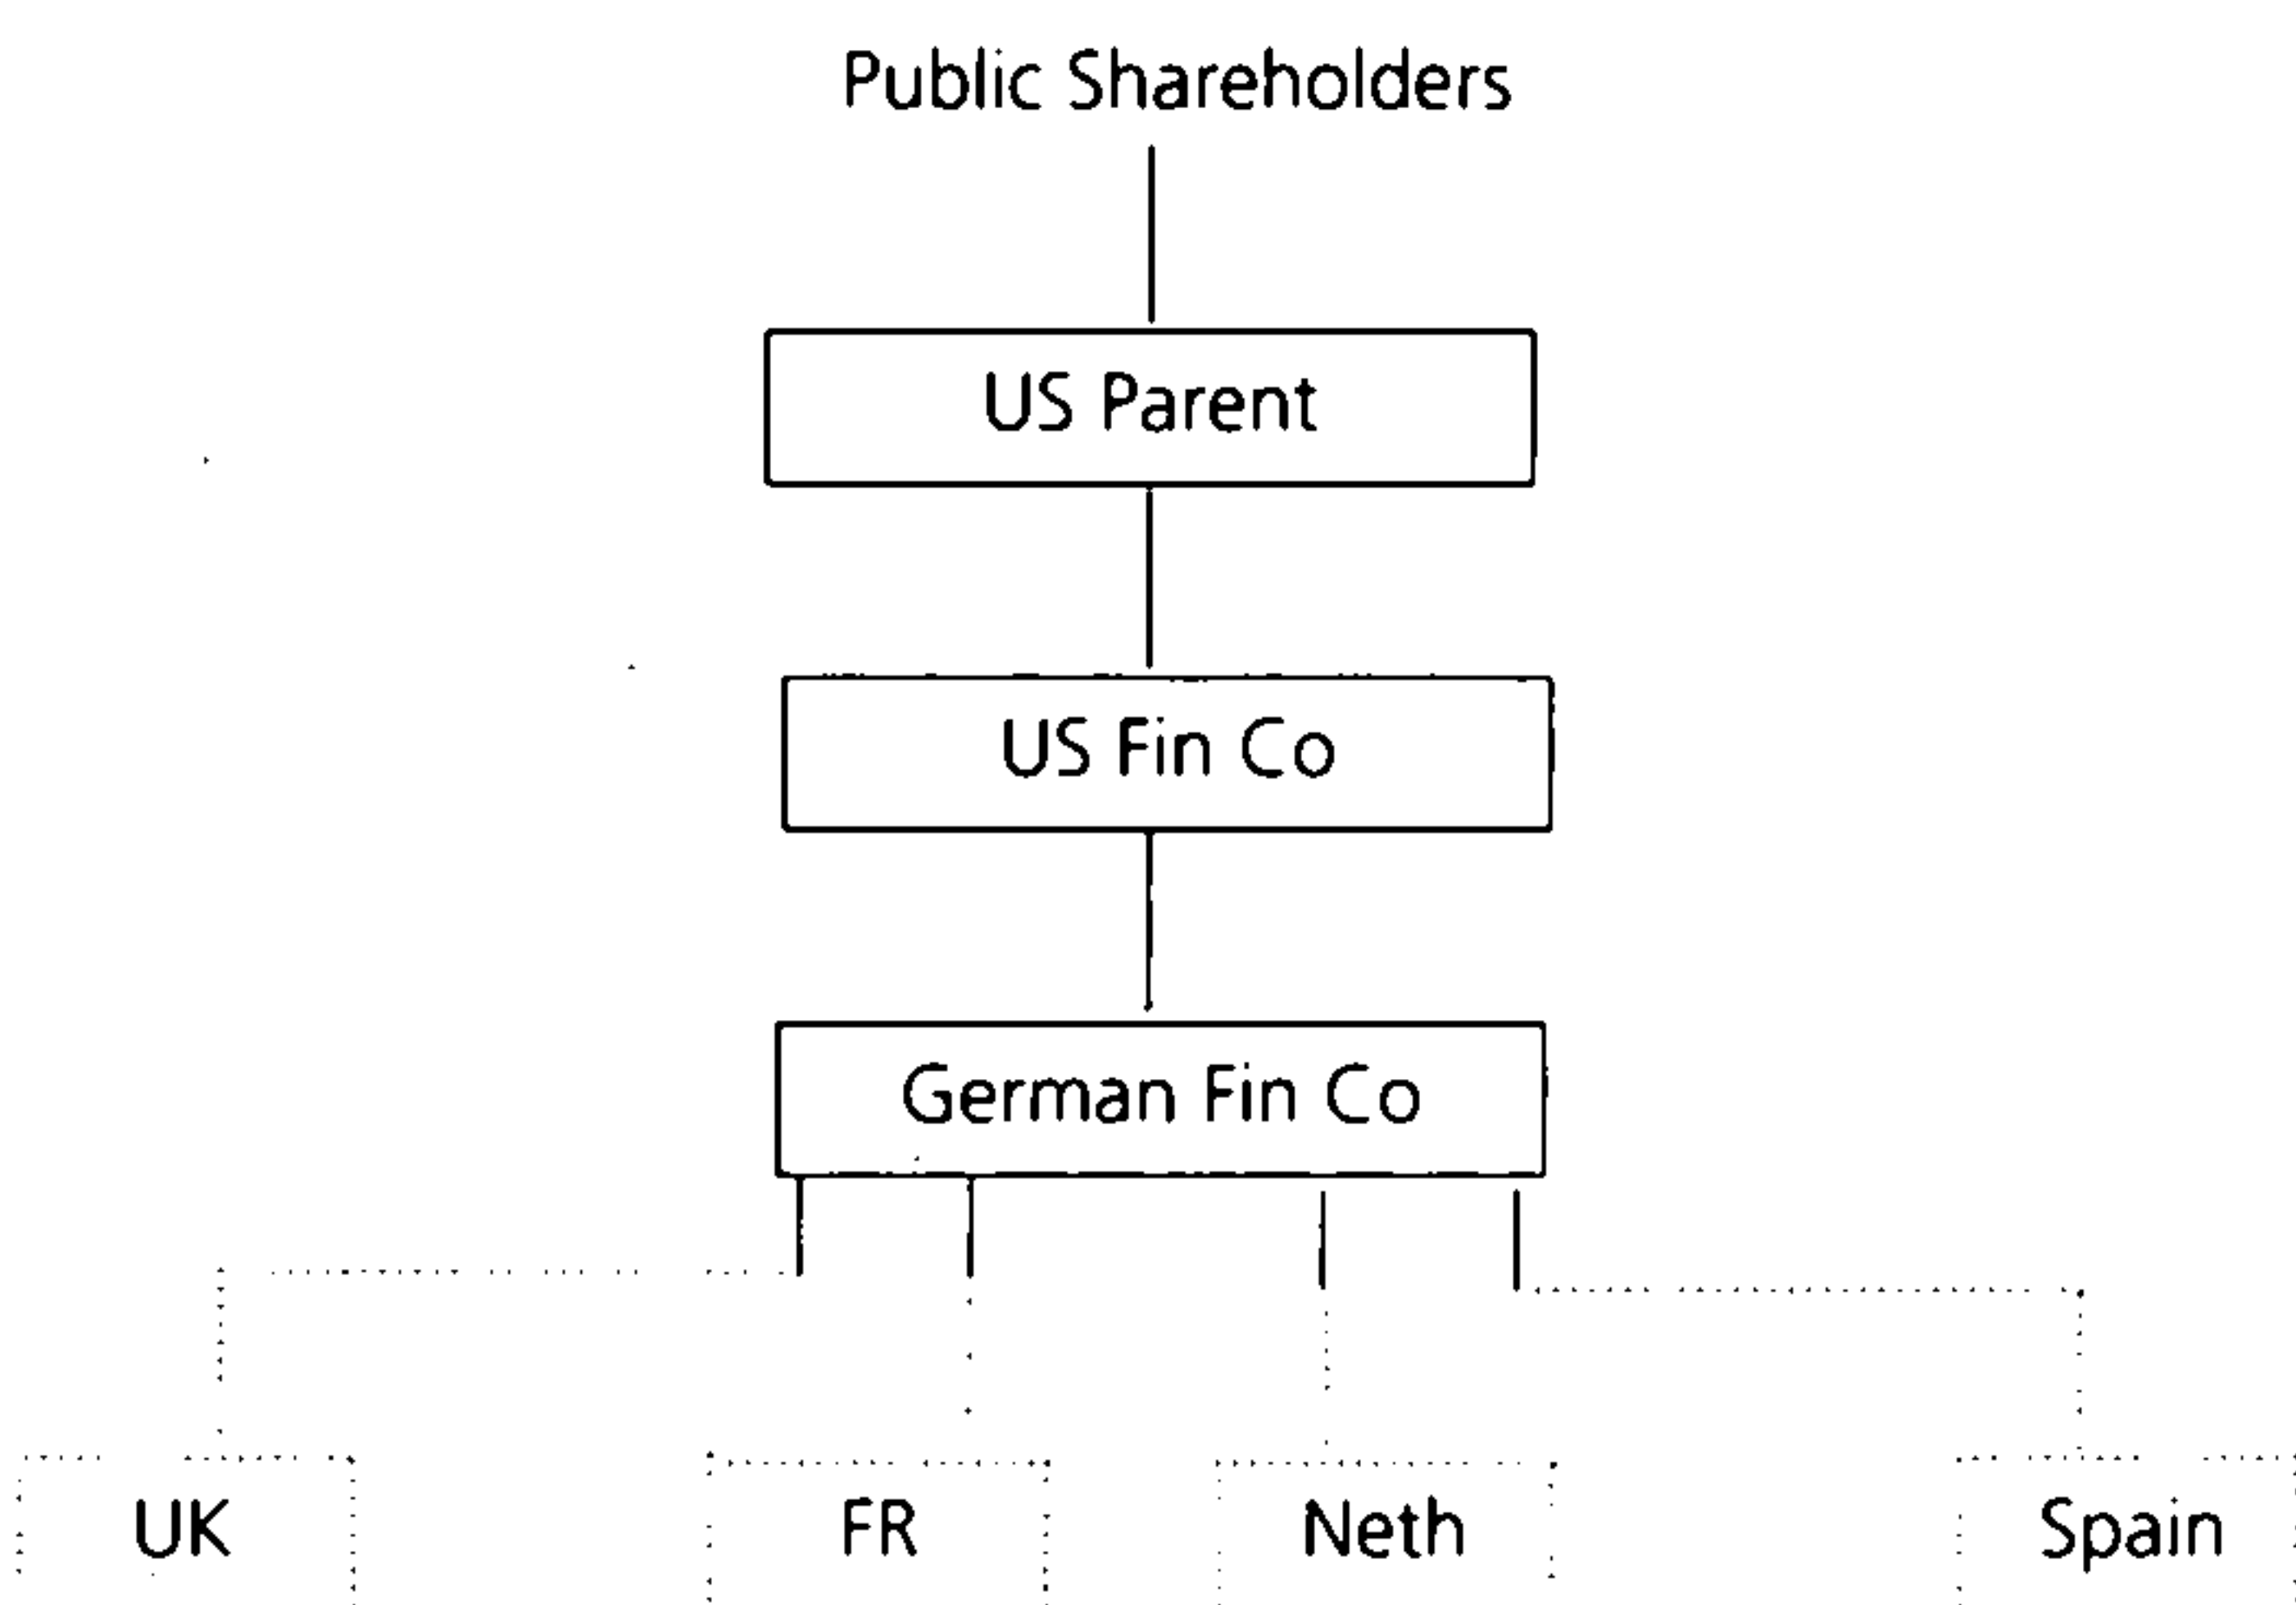 Public Shareholders
US Parent
US Fin Co
German Fin Co
UK
FR
Neth
Spain